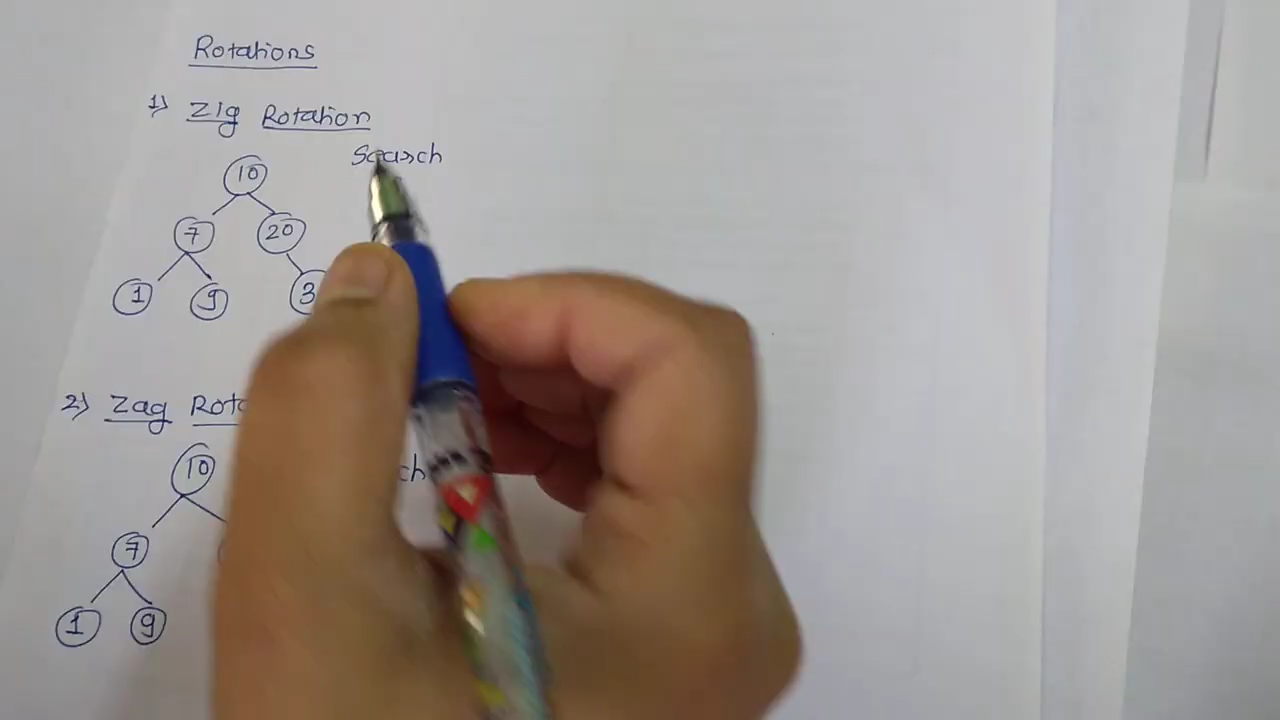 Rotations
1) Zig Rotation
Search
10
7 20
1 9
2) Zag
10
7
1 9